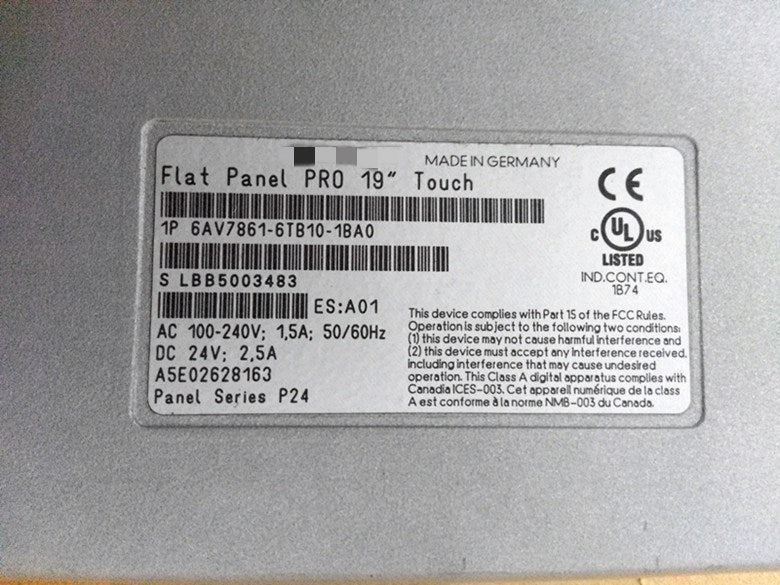 MADE IN GERMANY
Flat Panel PRO 19" Touch
1P 6AV7861-6TB10-1BA0
S LBB5003483
ES:A01
AC 100-240V; 1,5A; 50/60Hz
DC 24V; 2,5A
A5E02628163
Panel Series P24
CE
C UL US
LISTED
IND.CONT.EQ.
1B74
This device complies with Part 15 of the FCC Rules.
Operation is subject to the following two conditions:
(1) this device may not cause harmful interference and
(2) this device must accept any interference received,
including interference that may cause undesired
operation. This Class A digital apparatus complies with
Canada ICES-003. Cet appareil numérique de la class
A est conforme à la norme NMB-003 du Canada.